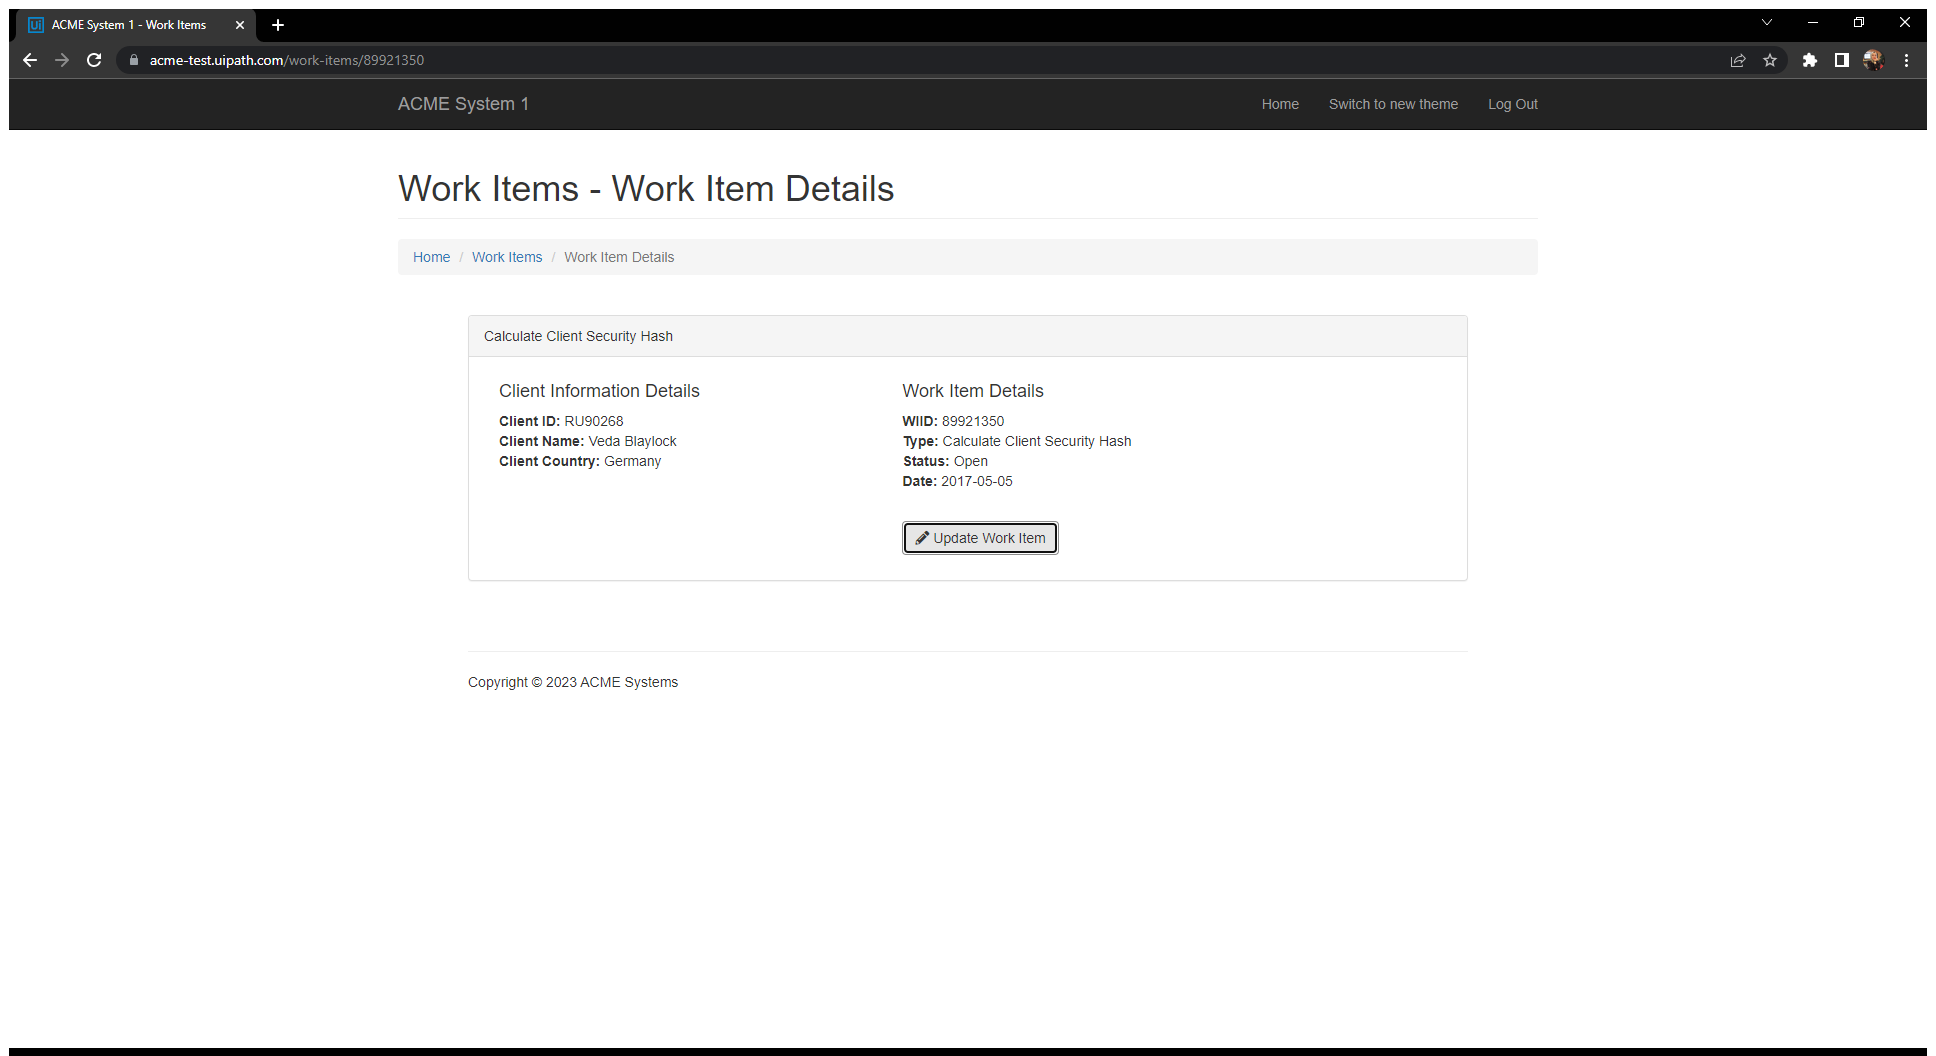 Ui ACME System 1 - Work Items
acme-test.uipath.com/work-items/89921350
ACME System 1 Home Switch to new theme Log Out
Work Items - Work Item Details
Home / Work Items / Work Item Details
Calculate Client Security Hash
Client Information Details
Client ID: RU90268
Client Name: Veda Blaylock
Client Country: Germany
Work Item Details
WIID: 89921350
Type: Calculate Client Security Hash
Status: Open
Date: 2017-05-05
Update Work Item
Copyright © 2023 ACME Systems